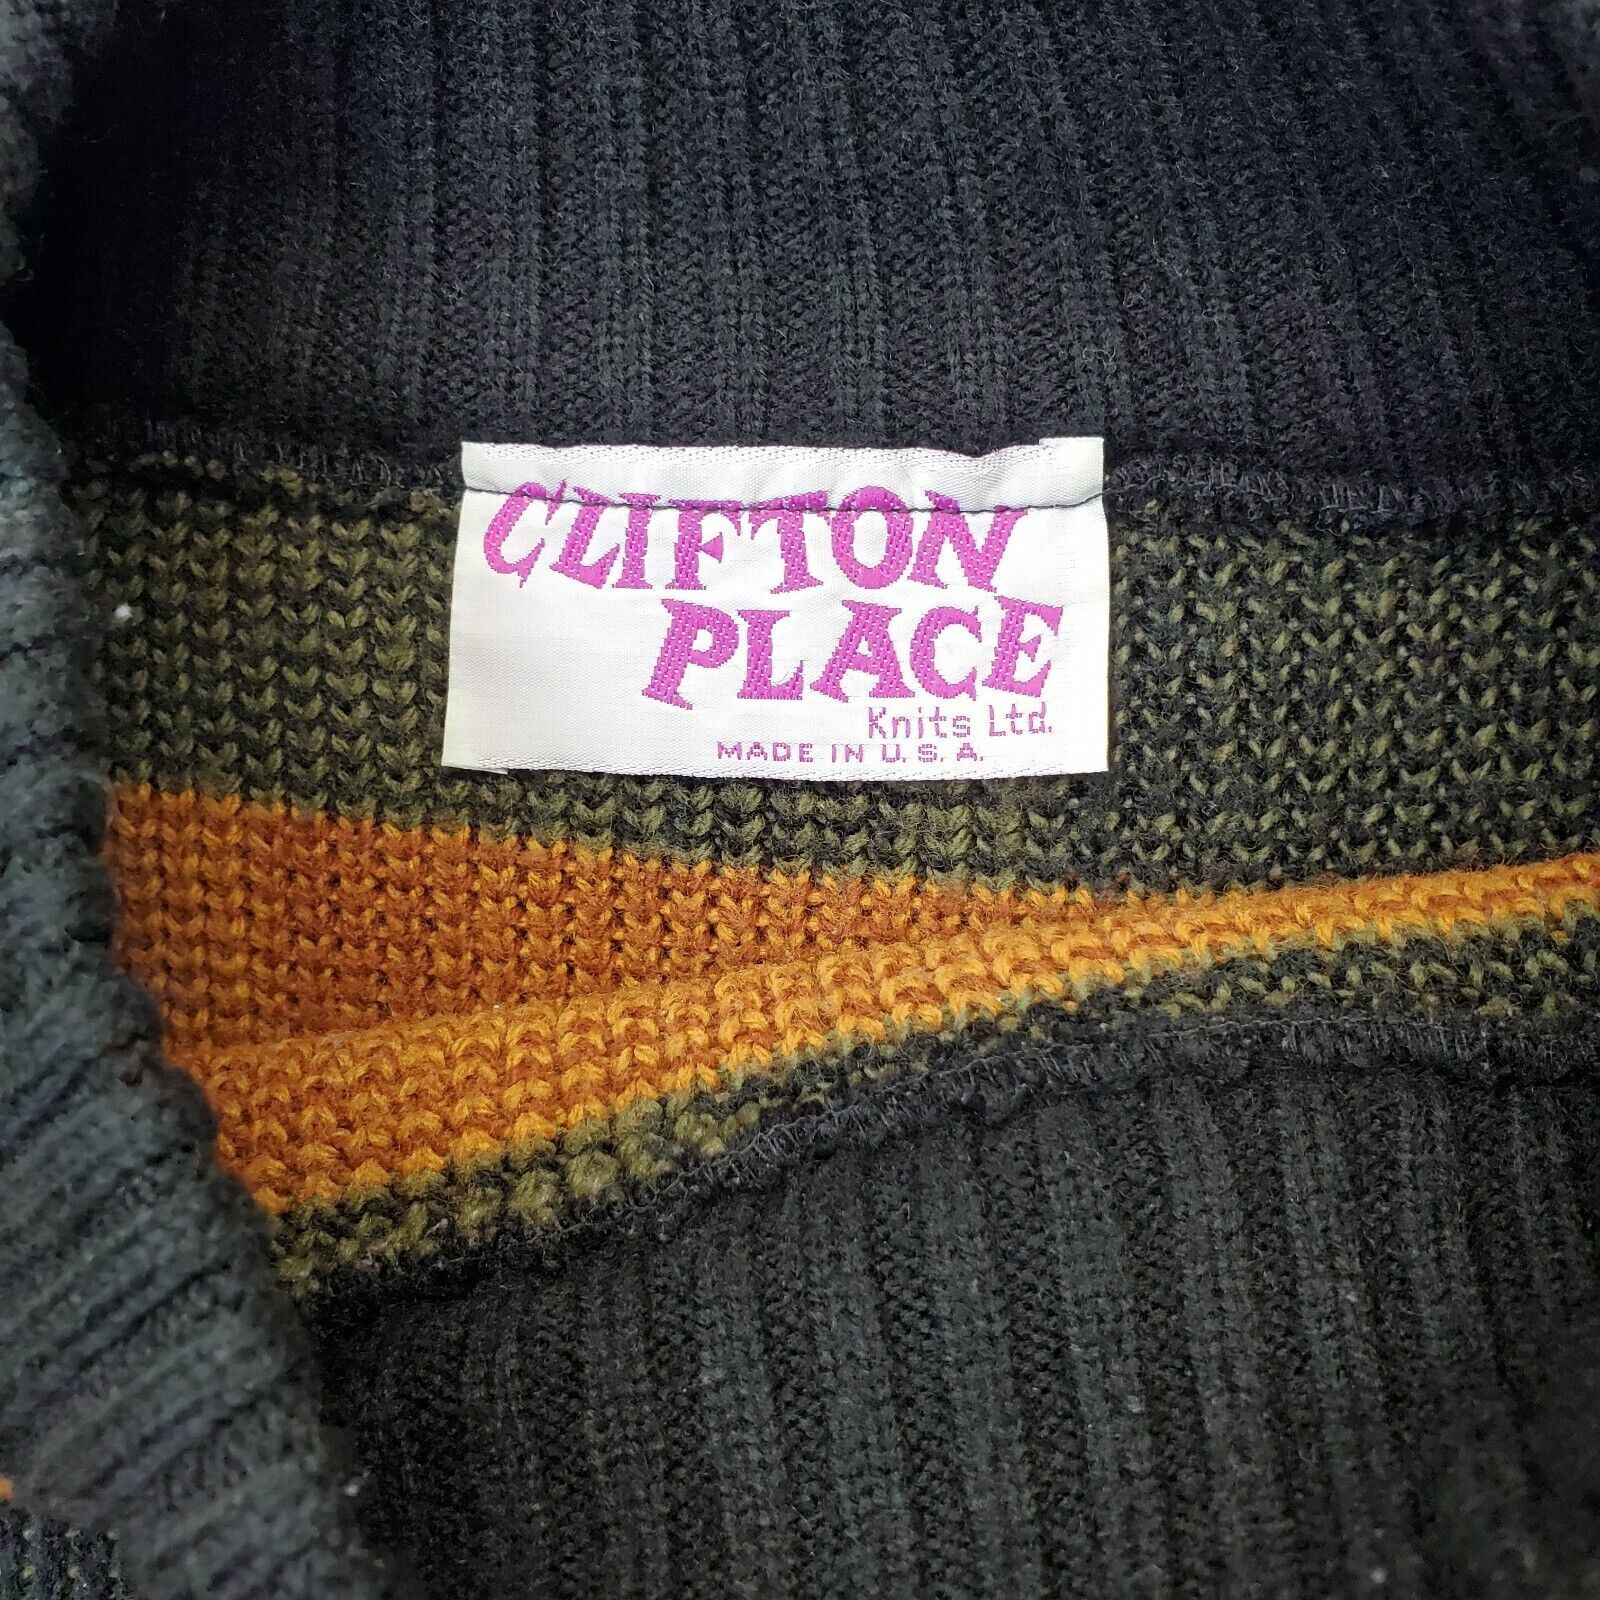 CLIFTON
PLACE
Knits Ltd.
MADE IN U.S.A.